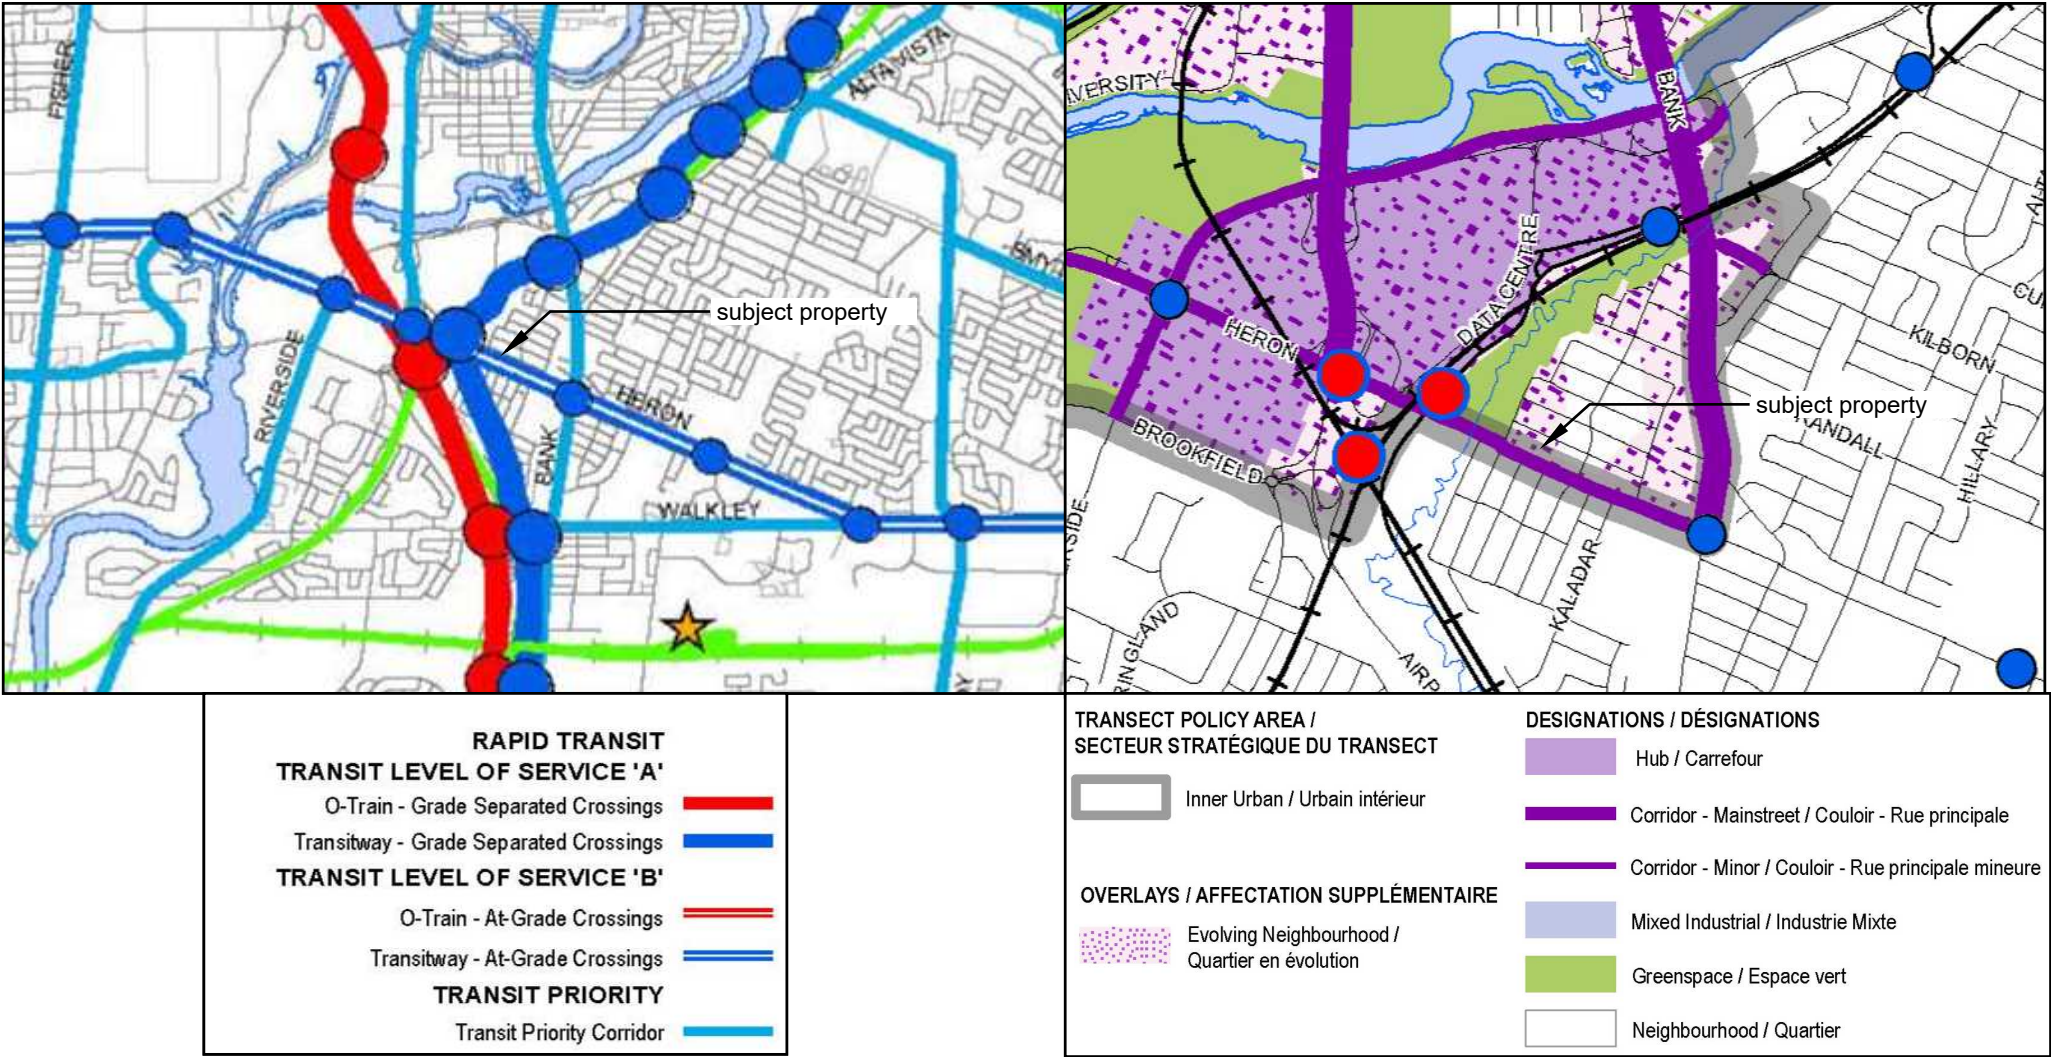 FISHER
ALTA VISTA
subject property
RIVERSIDE
HERON
BANK
WALKLEY
IVERSITY
BANK
DATA CENTRE
HERON
KILBORN
subject property
RANDALL
BROOKFIELD
HILLARY
KALADAR
RINGLAND
AIRP
RAPID TRANSIT
TRANSIT LEVEL OF SERVICE 'A'
O-Train - Grade Separated Crossings
Transitway - Grade Separated Crossings
TRANSIT LEVEL OF SERVICE 'B'
O-Train - At-Grade Crossings
Transitway - At-Grade Crossings
TRANSIT PRIORITY
Transit Priority Corridor
TRANSECT POLICY AREA /
SECTEUR STRATÉGIQUE DU TRANSECT
Inner Urban / Urbain intérieur
OVERLAYS / AFFECTATION SUPPLÉMENTAIRE
Evolving Neighbourhood /
Quartier en évolution
DESIGNATIONS / DÉSIGNATIONS
Hub / Carrefour
Corridor - Mainstreet / Couloir - Rue principale
Corridor - Minor / Couloir - Rue principale mineure
Mixed Industrial / Industrie Mixte
Greenspace / Espace vert
Neighbourhood / Quartier